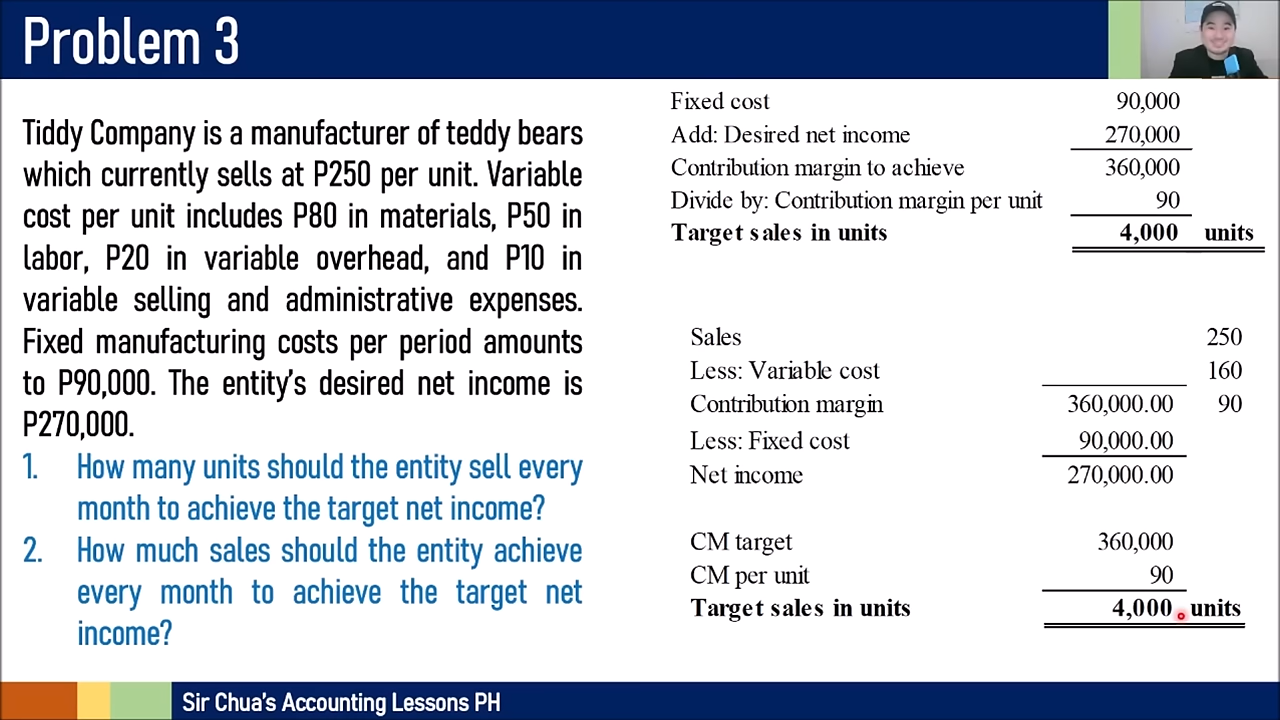 Problem 3
Tiddy Company is a manufacturer of teddy bears
which currently sells at P250 per unit. Variable
cost per unit includes P80 in materials, P50 in
labor, P20 in variable overhead, and P10 in
variable selling and administrative expenses.
Fixed manufacturing costs per period amounts
to P90,000. The entity's desired net income is
P270,000.
1. How many units should the entity sell every
month to achieve the target net income?
2. How much sales should the entity achieve
every month to achieve the target net
income?
Fixed cost 90,000
Add: Desired net income 270,000
Contribution margin to achieve 360,000
Divide by: Contribution margin per unit 90
Target sales in units 4,000 units
Sales 250
Less: Variable cost 160
Contribution margin 360,000.00 90
Less: Fixed cost 90,000.00
Net income 270,000.00
CM target 360,000
CM per unit 90
Target sales in units 4,000 units
Sir Chua's Accounting Lessons PH